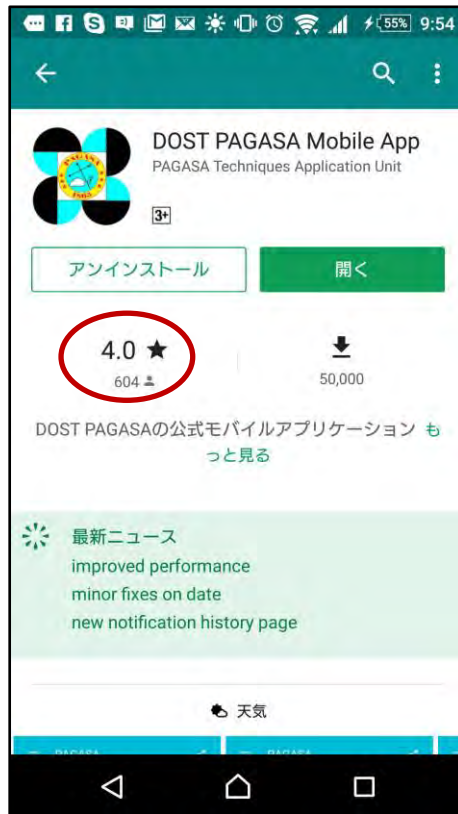 55% 9:54
DOST PAGASA Mobile App
PAGASA Techniques Application Unit
PAGASA
3+
アンインストール
開く
4.0 ★
604
50,000
DOST PAGASAの公式モバイルアプリケーション も
っと見る
最新ニュース
improved performance
minor fixes on date
new notification history page
天気